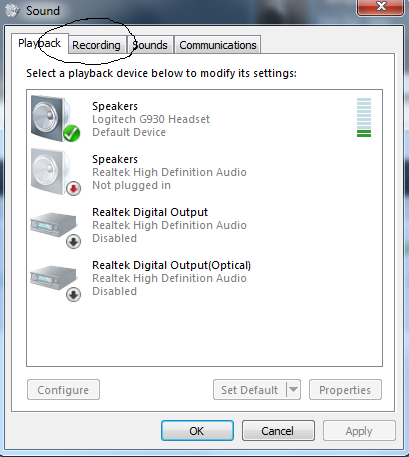 Sound
Playback Recording Sounds Communications
Select a playback device below to modify its settings:
Speakers
Logitech G930 Headset
Default Device
Speakers
Realtek High Definition Audio
Not plugged in
Realtek Digital Output
Realtek High Definition Audio
Disabled
Realtek Digital Output(Optical)
Realtek High Definition Audio
Disabled
Configure Set Default Properties
OK Cancel Apply